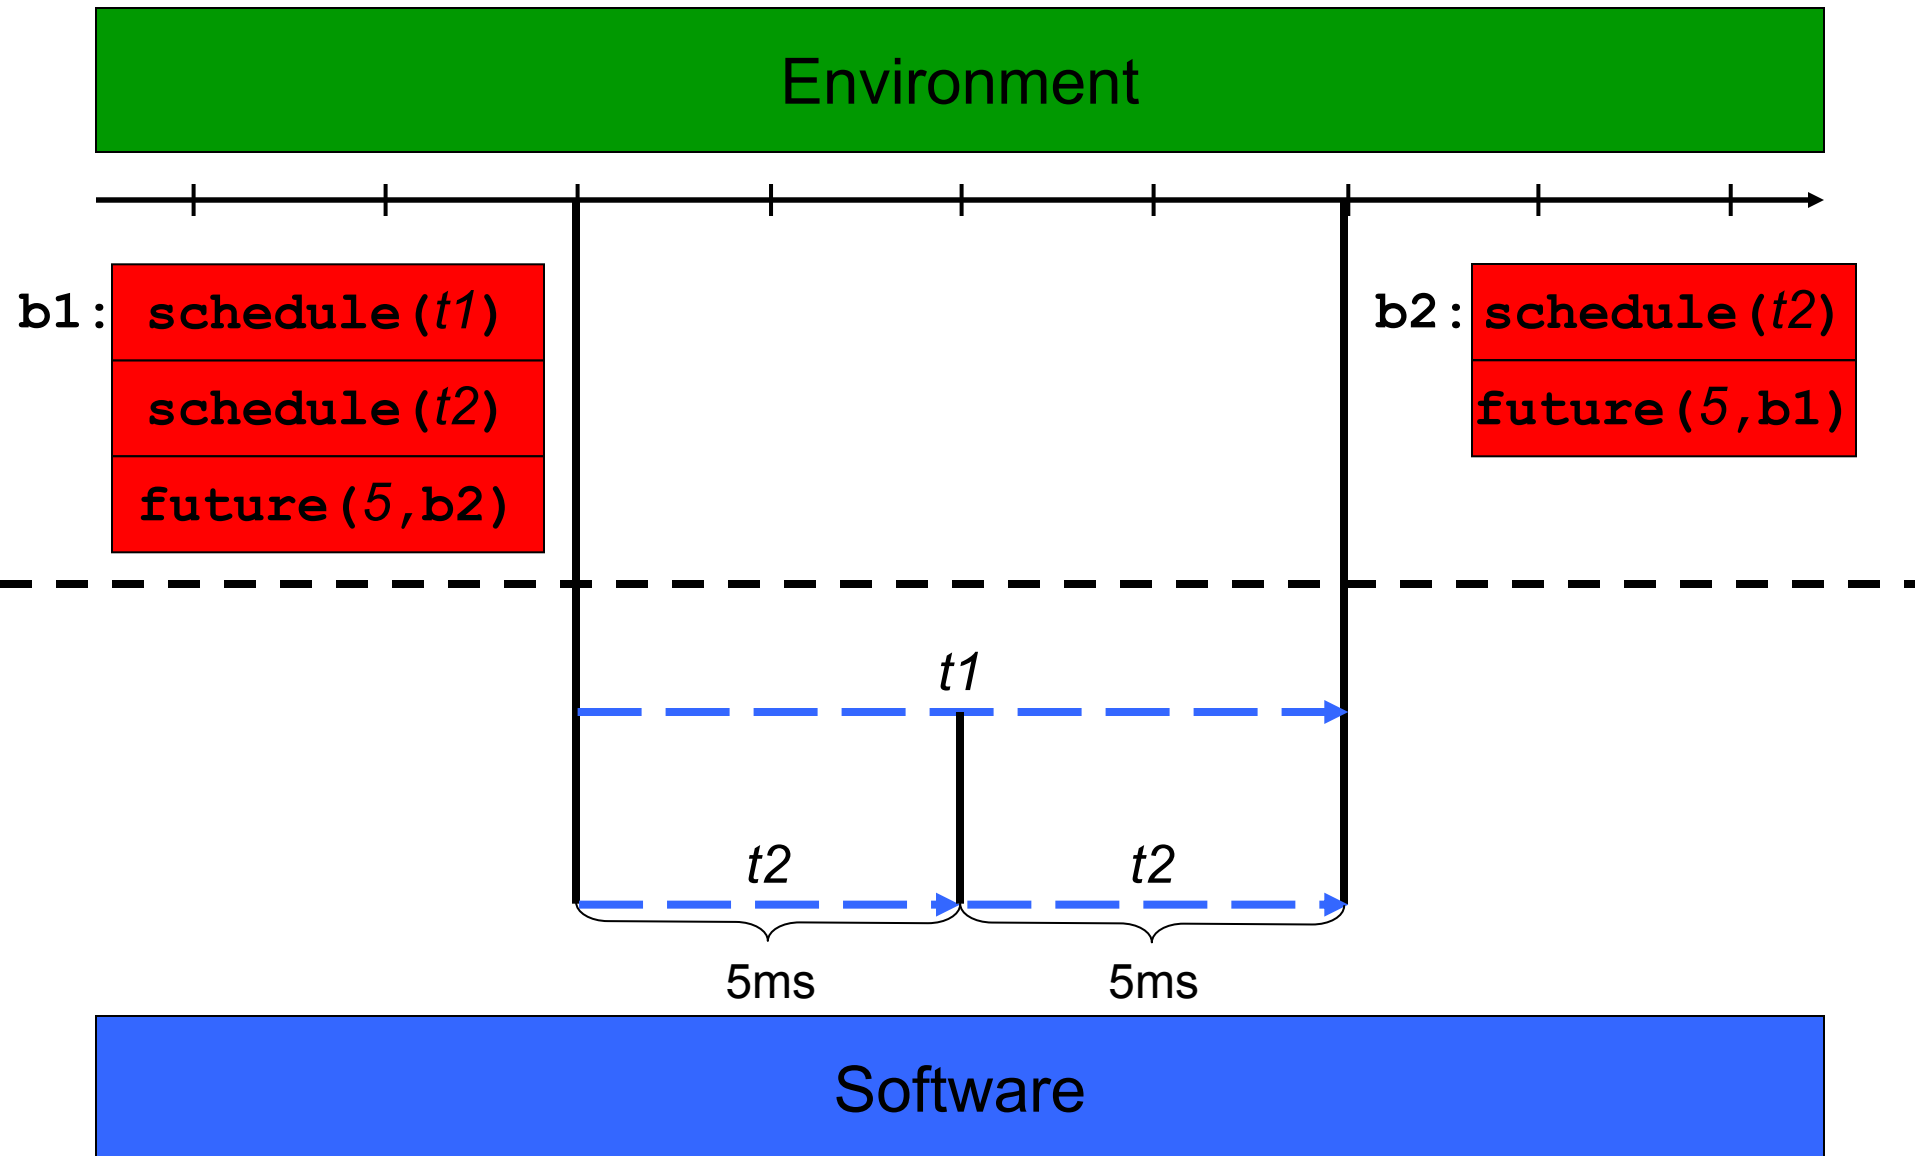 Environment
b1:
schedule(t1)
schedule(t2)
future(5,b2)
b2:
schedule(t2)
future(5,b1)
t1
t2
t2
5ms
5ms
Software